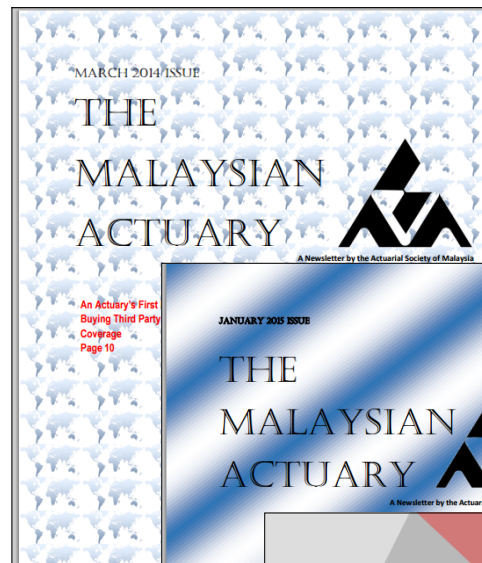 MARCH 2014 ISSUE
THE
MALAYSIAN
ACTUARY
A Newsletter by the Actuarial Society of Malaysia
An Actuary's First
Buying Third Party
Coverage
Page 10
JANUARY 2015 ISSUE
THE
MALAYSIAN
ACTUARY
A Newsletter by the Actuar